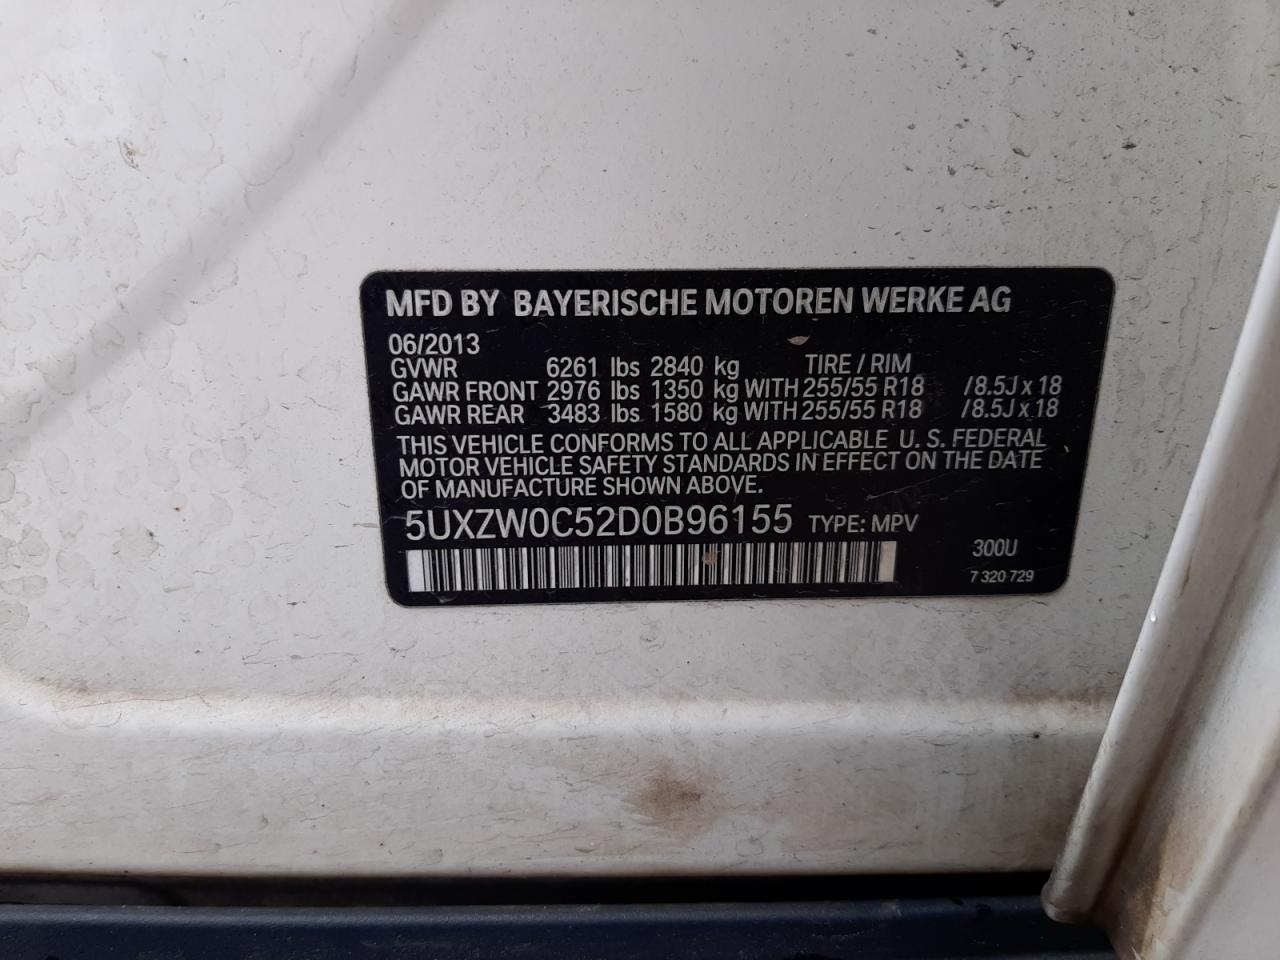 MFD BY BAYERISCHE MOTOREN WERKE AG
06/2013
GVWR 6261 lbs 2840 kg TIRE / RIM
GAWR FRONT 2976 lbs 1350 kg WITH 255/55 R18 /8.5J x 18
GAWR REAR 3483 lbs 1580 kg WITH 255/55 R18 /8.5J x 18
THIS VEHICLE CONFORMS TO ALL APPLICABLE U. S. FEDERAL
MOTOR VEHICLE SAFETY STANDARDS IN EFFECT ON THE DATE
OF MANUFACTURE SHOWN ABOVE.
5UXZW0C52D0B96155 TYPE: MPV
300U
7 320 729